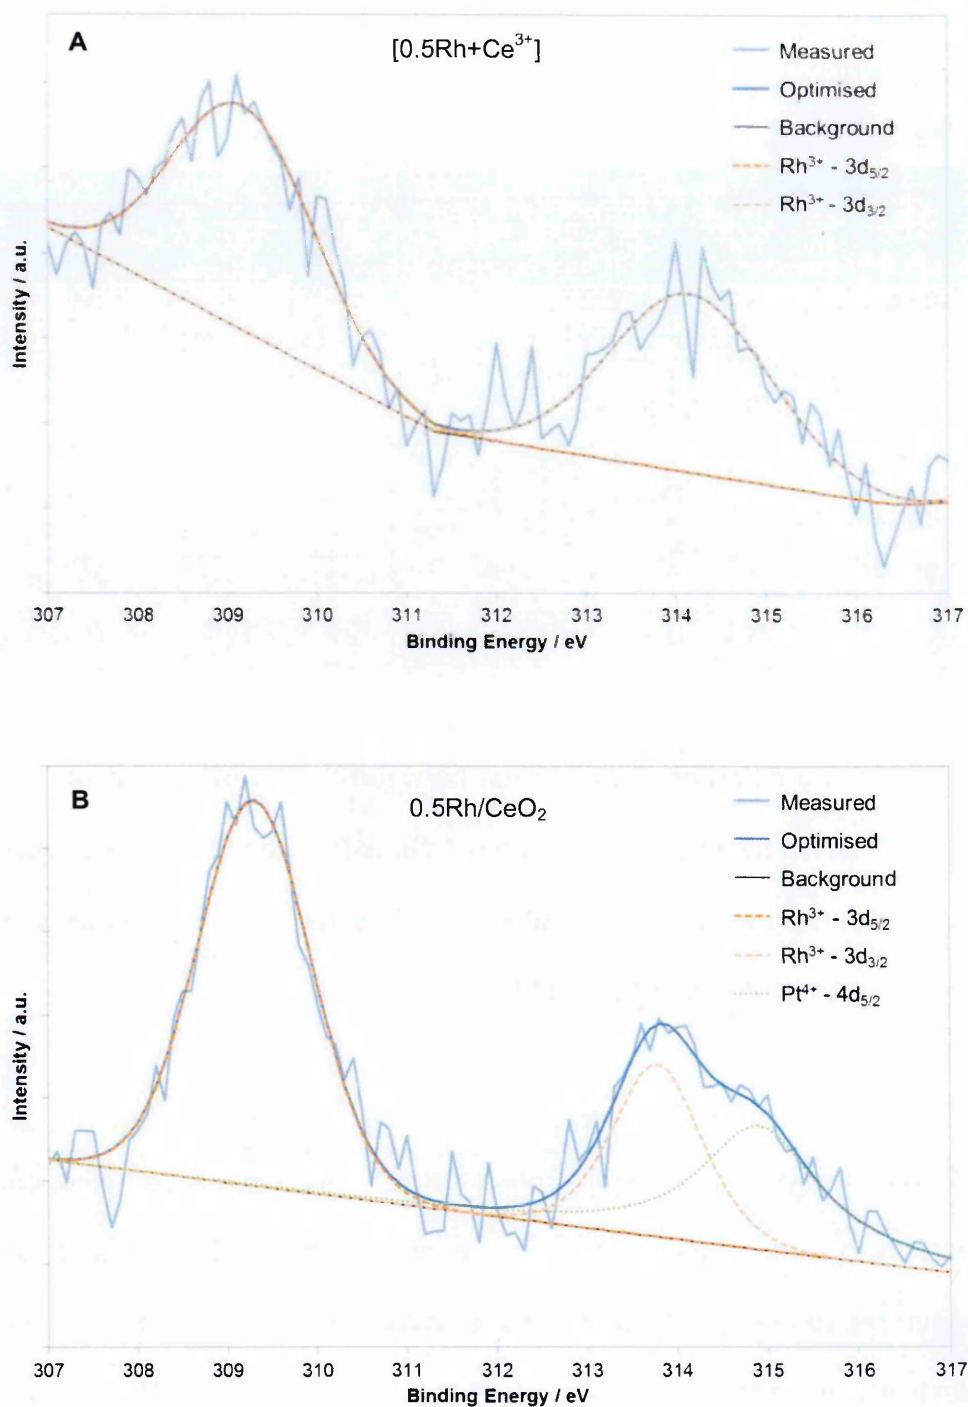 A
[0.5Rh+Ce³⁺]
Measured
Optimised
Background
Rh³⁺ - 3d₅/₂
Rh³⁺ - 3d₃/₂
Intensity / a.u.
307 308 309 310 311 312 313 314 315 316 317
Binding Energy / eV
B
0.5Rh/CeO₂
Measured
Optimised
Background
Rh³⁺ - 3d₅/₂
Rh³⁺ - 3d₃/₂
Pt⁴⁺ - 4d₅/₂
Intensity / a.u.
307 308 309 310 311 312 313 314 315 316 317
Binding Energy / eV